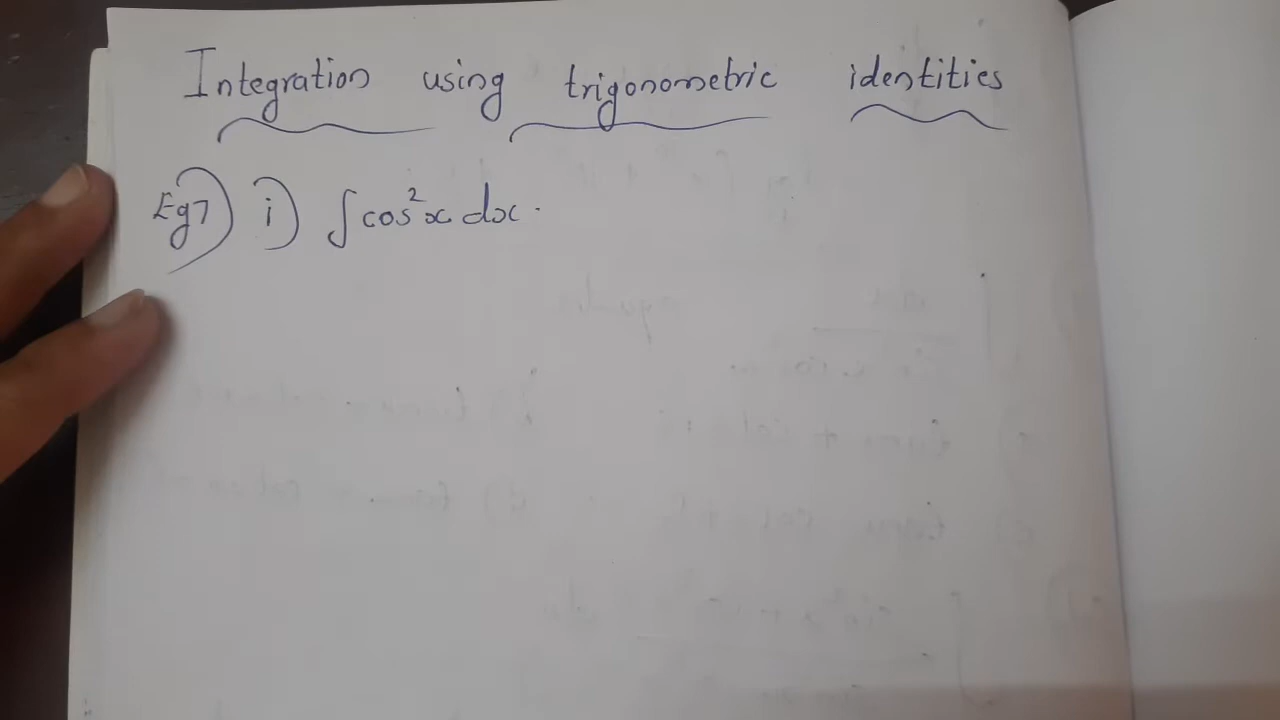 Integration using trigonometric identities
Eg7) i) ∫cos²x dx.